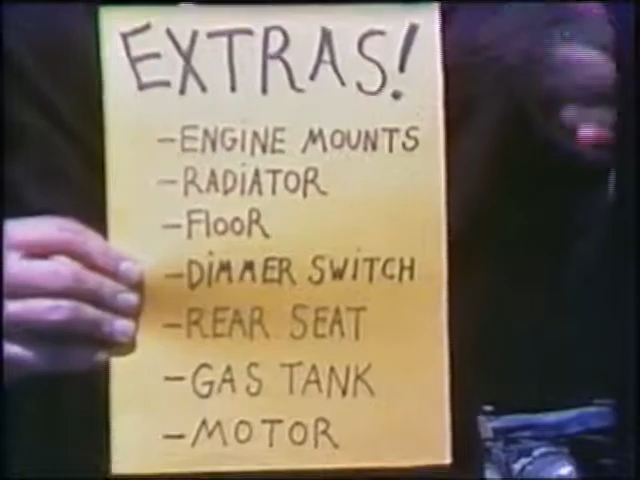 EXTRAS!
-ENGINE MOUNTS
-RADIATOR
-FLOOR
-DIMMER SWITCH
-REAR SEAT
-GAS TANK
-MOTOR